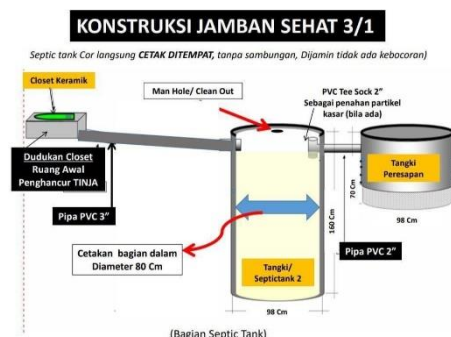 KONSTRUKSI JAMBAN SEHAT 3/1
Septic tank Cor langsung CETAK DITEMPAT, tanpa sambungan, Dijamin tidak ada kebocoran)
Closet Keramik
Man Hole/ Clean Out
PVC Tee Sock 2"
Sebagai penahan partikel
kasar (bila ada)
Dudukan Closet
Ruang Awal
Penghancur TINJA
Tangki
Peresapan
70 Cm
98 Cm
Pipa PVC 3"
160 Cm
Pipa PVC 2"
Cetakan bagian dalam
Diameter 80 Cm
Tangki/
Septictank 2
98 Cm
(Bagian Septic Tank)